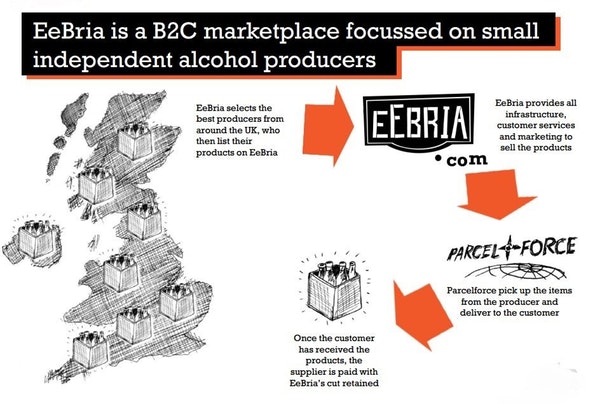 EeBria is a B2C marketplace focussed on small
independent alcohol producers
EeBria selects the
best producers from
around the UK, who
then list their
products on EeBria
EEBRIA
.com
EeBria provides all
infrastructure,
customer services
and marketing to
sell the products
PARCEL FORCE
Parcelforce pick up the items
from the producer and
deliver to the customer
Once the customer
has received the
products, the
supplier is paid with
EeBria's cut retained